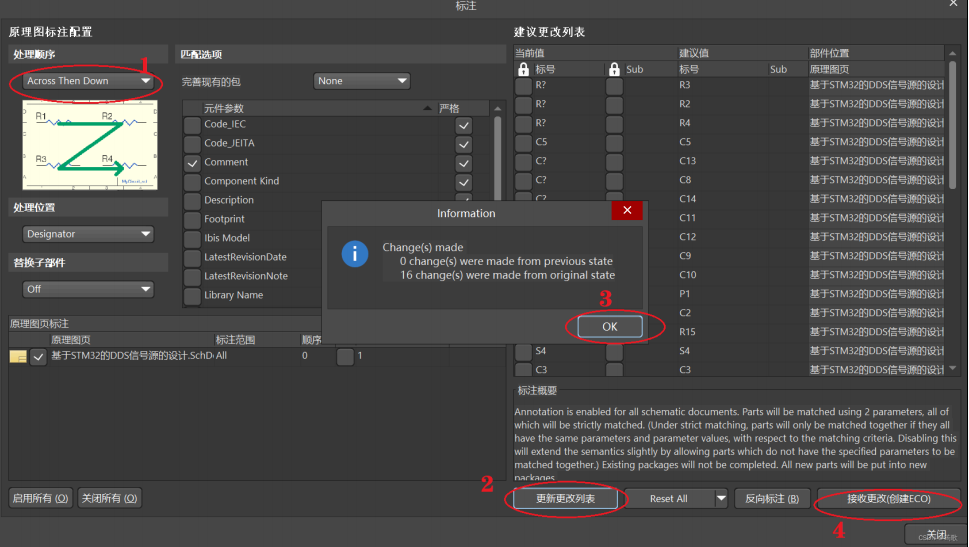 标注
原理图标注配置
处理顺序
1
Across Then Down
R1
R2
R3
R4
处理位置
Designator
替换子部件
Off
匹配选项
完善现有的包
None
元件参数 严格
Code_IEC
Code_JEITA
Comment
Component Kind
Description
Footprint
Ibis Model
LatestRevisionDate
LatestRevisionNote
Library Name
原理图页标注
原理图页 标注范围 顺序
基于STM32的DDS信号源的设计.SchD All 0 1
启用所有 (O)
关闭所有 (O)
建议更改列表
当前值 建议值 部件位置
标号 Sub 标号 Sub 原理图页
R? R3 基于STM32的DDS信号源的设计
R? R2 基于STM32的DDS信号源的设计
R? R4 基于STM32的DDS信号源的设计
C5 C5 基于STM32的DDS信号源的设计
C? C13 基于STM32的DDS信号源的设计
C? C8 基于STM32的DDS信号源的设计
C? C14 基于STM32的DDS信号源的设计
C11 基于STM32的DDS信号源的设计
C12 基于STM32的DDS信号源的设计
C9 基于STM32的DDS信号源的设计
C10 基于STM32的DDS信号源的设计
P1 基于STM32的DDS信号源的设计
C2 基于STM32的DDS信号源的设计
R15 基于STM32的DDS信号源的设计
S4 S4 基于STM32的DDS信号源的设计
C3 C3 基于STM32的DDS信号源的设计
Information
Change(s) made
0 change(s) were made from previous state
16 change(s) were made from original state
3
OK
标注概要
Annotation is enabled for all schematic documents. Parts will be matched using 2 parameters, all of
which will be strictly matched. (Under strict matching, parts will only be matched together if they all
have the same parameters and parameter values, with respect to the matching criteria. Disabling this
will extend the semantics slightly by allowing parts which do not have the specified parameters to be
matched together.) Existing packages will not be completed. All new parts will be put into new
packages.
2
更新更改列表
Reset All
反向标注 (B)
接收更改(创建ECO)
4
关闭